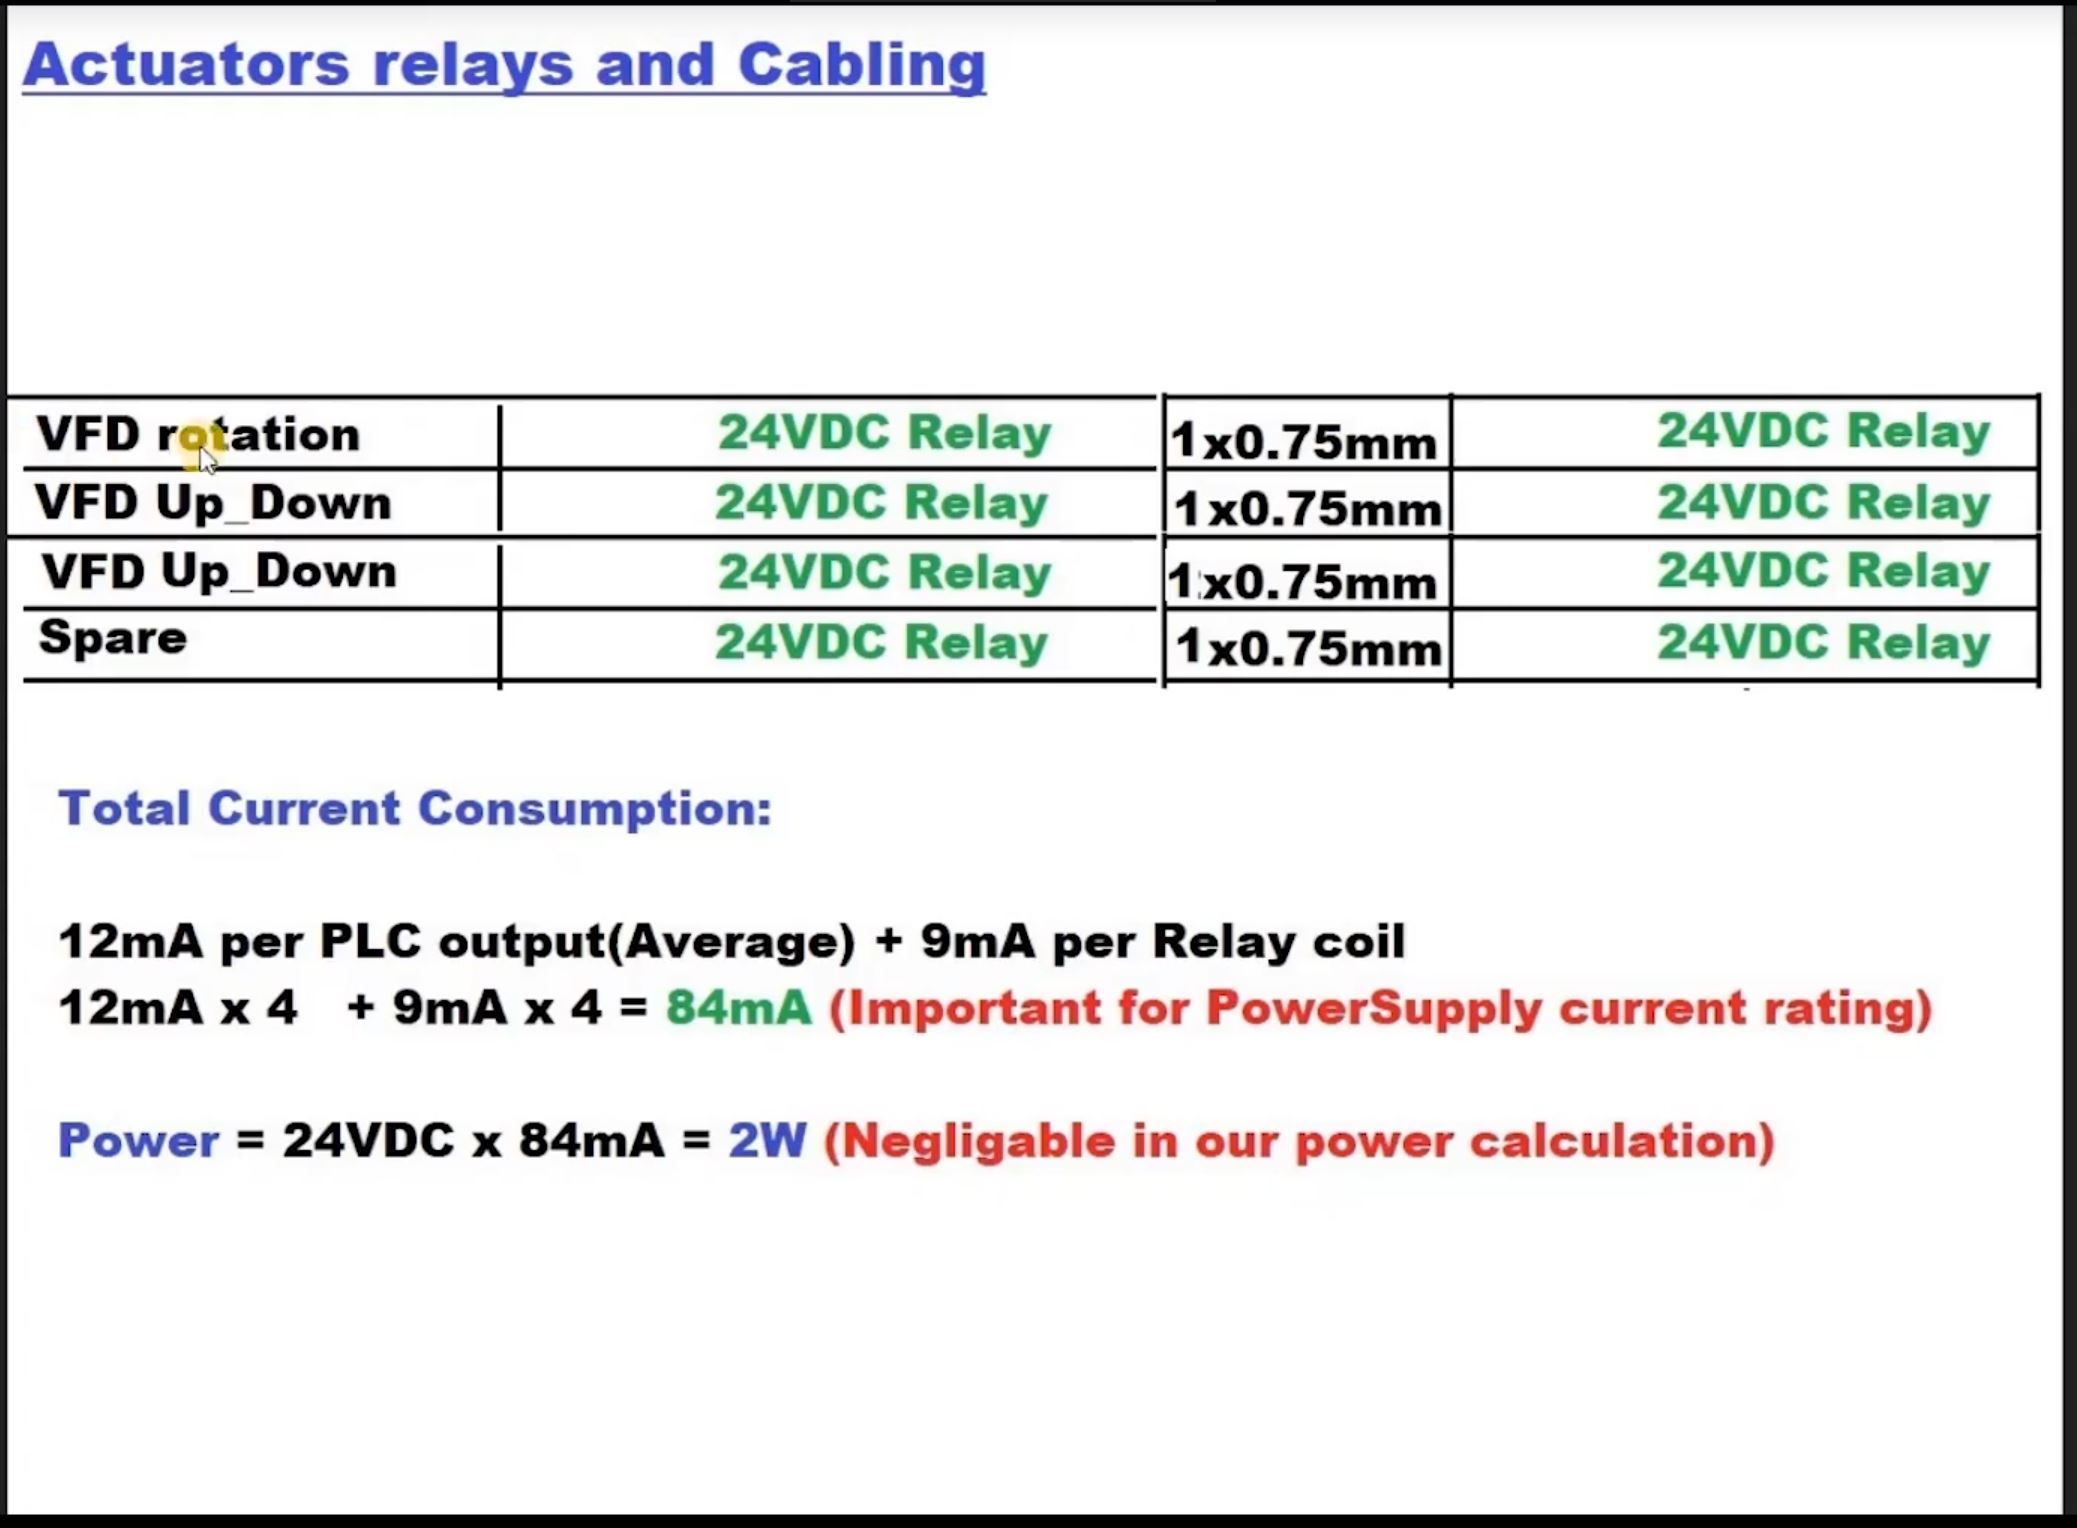 Actuators relays and Cabling
VFD rotation 24VDC Relay 1x0.75mm 24VDC Relay
VFD Up_Down 24VDC Relay 1x0.75mm 24VDC Relay
VFD Up_Down 24VDC Relay 1x0.75mm 24VDC Relay
Spare 24VDC Relay 1x0.75mm 24VDC Relay
Total Current Consumption:
12mA per PLC output(Average) + 9mA per Relay coil
12mA x 4 + 9mA x 4 = 84mA (Important for PowerSupply current rating)
Power = 24VDC x 84mA = 2W (Negligable in our power calculation)